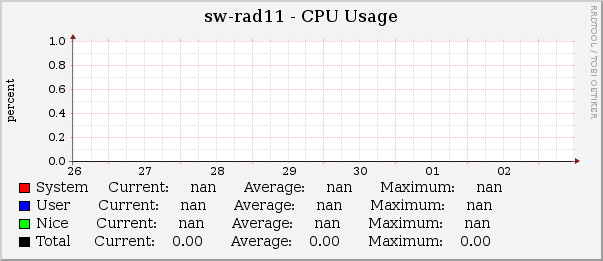 sw-rad11 - CPU Usage
RRDTOOL / TOBI OETIKER
percent
1.0
0.8
0.6
0.4
0.2
0.0
26 27 28 29 30 31 01 02
System Current: nan Average: nan Maximum: nan
User Current: nan Average: nan Maximum: nan
Nice Current: nan Average: nan Maximum: nan
Total Current: 0.00 Average: 0.00 Maximum: 0.00